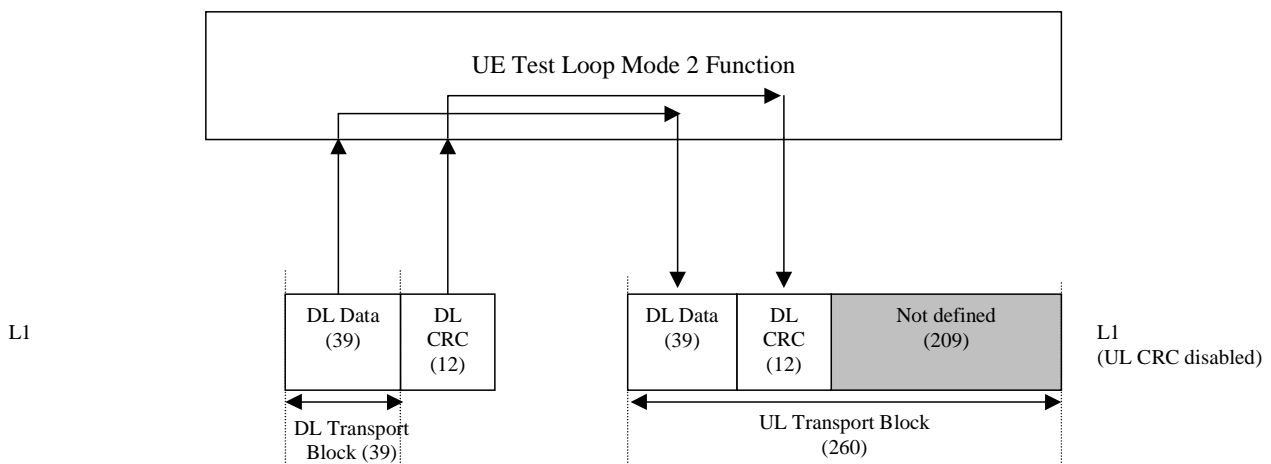 UE Test Loop Mode 2 Function
L1
DL Data
(39)
DL
CRC
(12)
DL Transport
Block (39)
DL Data
(39)
DL
CRC
(12)
Not defined
(209)
UL Transport Block
(260)
L1
(UL CRC disabled)